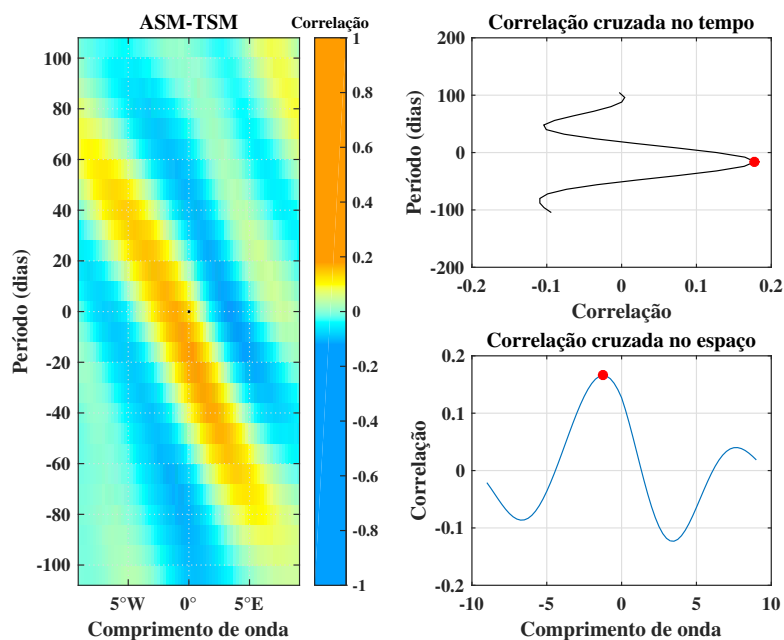 ASM-TSM
Correlação
100
80
60
40
20
0
-20
-40
-60
-80
-100
Período (dias)
5°W 0° 5°E
Comprimento de onda
1
0.8
0.6
0.4
0.2
0
-0.2
-0.4
-0.6
-0.8
-1
Correlação cruzada no tempo
200
100
0
-100
-200
Período (dias)
-0.2 -0.1 0 0.1 0.2
Correlação
Correlação cruzada no espaço
0.2
0.1
0
-0.1
-0.2
Correlação
-10 -5 0 5 10
Comprimento de onda